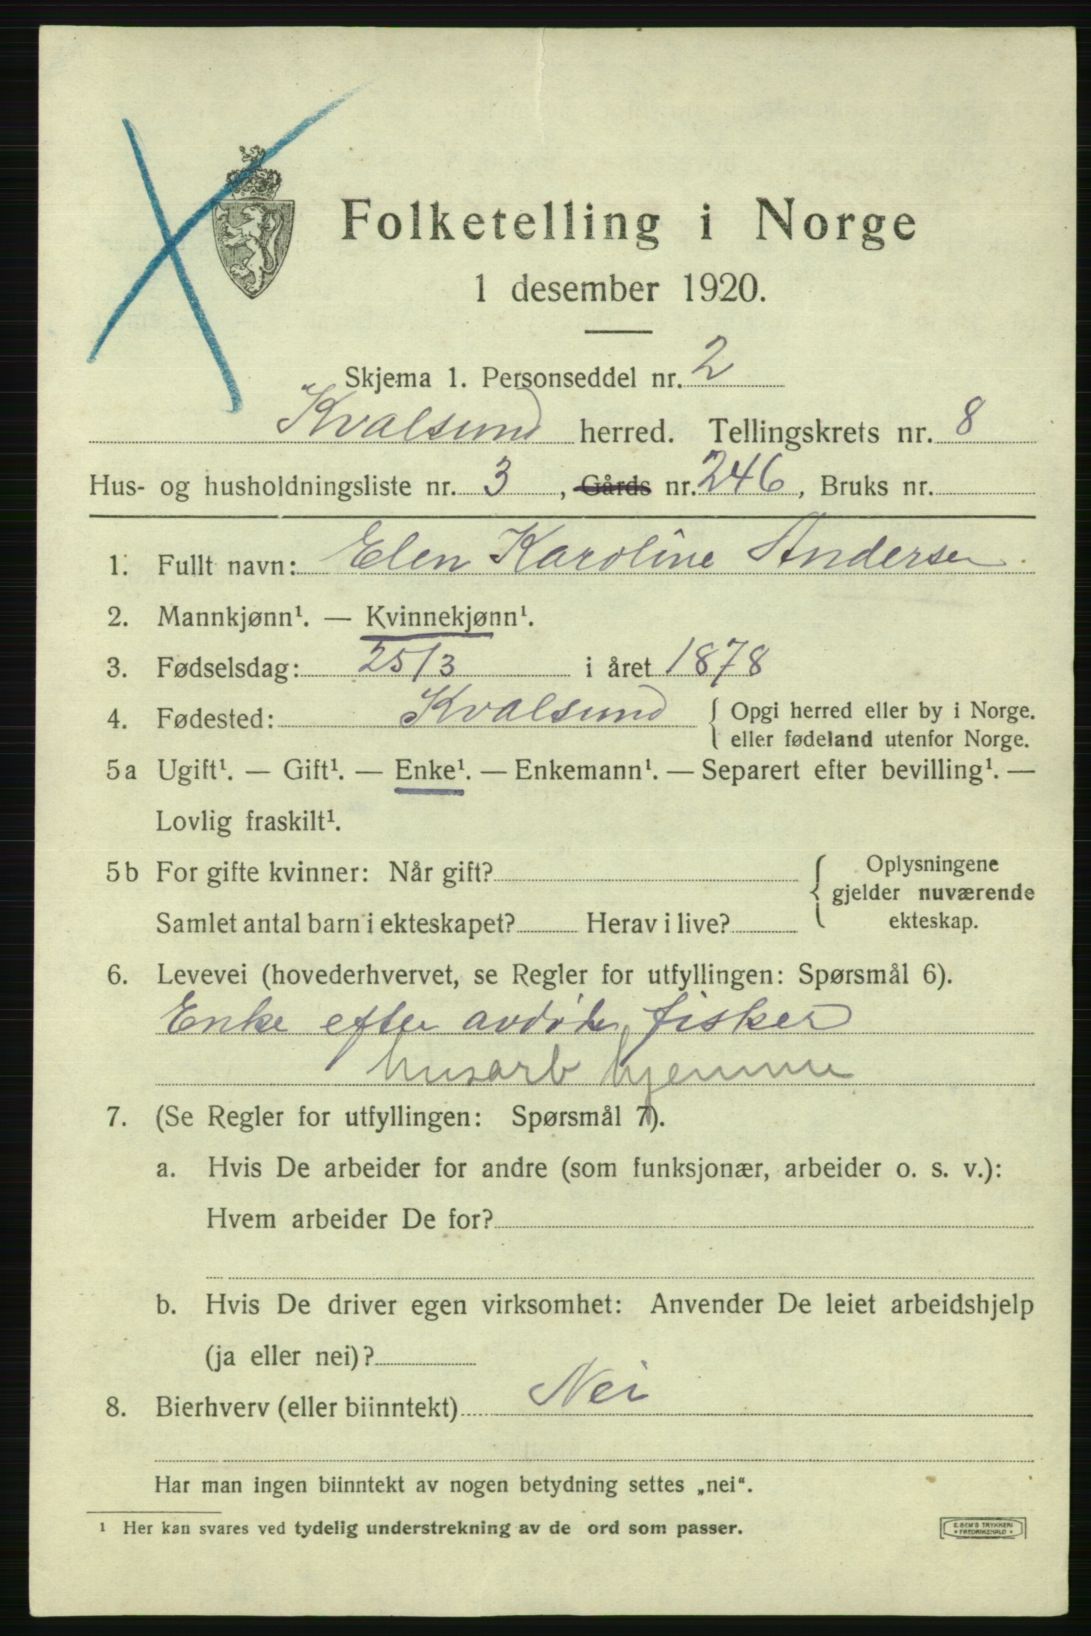 Folketelling i Norge
1 desember 1920.
Skjema 1. Personseddel nr. 2
Kvalsund herred. Tellingskrets nr. 8
Hus- og husholdningsliste nr. 3, Gårds nr. 246, Bruks nr.
1. Fullt navn: Elen Karoline Andersen.
2. Mannkjønn¹. — Kvinnekjønn¹.
3. Fødselsdag: 25/3 i året 1878
4. Fødested: Kvalsund { Opgi herred eller by i Norge.
eller fødeland utenfor Norge.
5a Ugift¹. — Gift¹. — Enke¹. — Enkemann¹. — Separert efter bevilling¹. —
Lovlig fraskilt¹.
5b For gifte kvinner: Når gift? { Oplysningene
gjelder nuværende
Samlet antal barn i ekteskapet? Herav i live? ekteskap.
6. Levevei (hovederhvervet, se Regler for utfyllingen: Spørsmål 6).
Enke efter avdøde fisker
husarb hjemme
7. (Se Regler for utfyllingen: Spørsmål 7).
a. Hvis De arbeider for andre (som funksjonær, arbeider o. s. v.):
Hvem arbeider De for?
b. Hvis De driver egen virksomhet: Anvender De leiet arbeidshjelp
(ja eller nei)?
8. Bierhverv (eller biinntekt) Nei
Har man ingen biinntekt av nogen betydning settes „nei“.
¹ Her kan svares ved tydelig understrekning av de ord som passer.
E. SEM'S TRYKKERI
FREDRIKSHALD